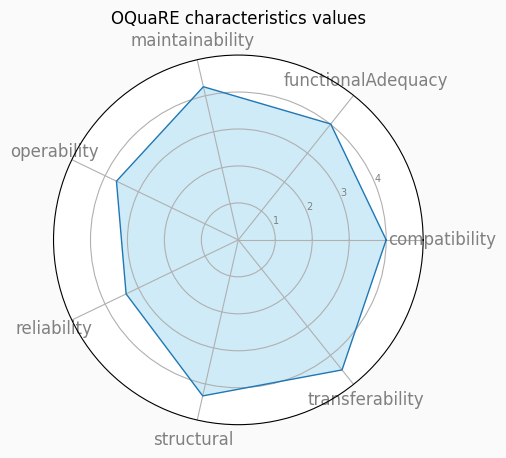 OQuaRE characteristics values
maintainability
functionalAdequacy
operability
4
3
2
1
compatibility
reliability
transferability
structural